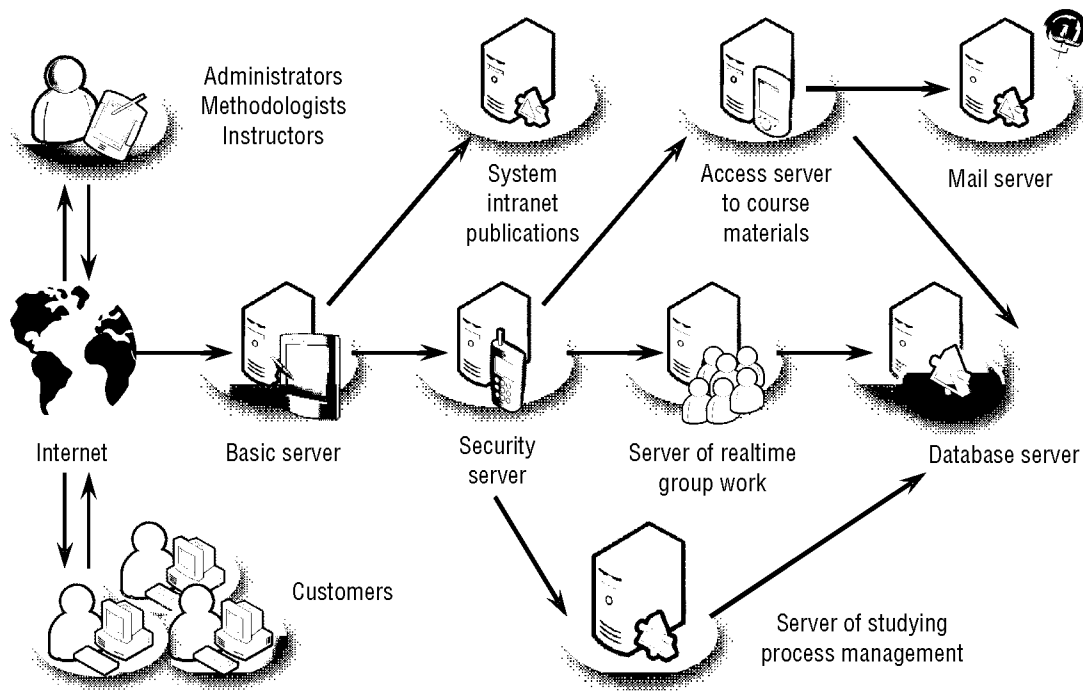 Administrators
Methodologists
Instructors
System
intranet
publications
Access server
to course
materials
Mail server
Internet
Basic server
Security
server
Server of realtime
group work
Database server
Customers
Server of studying
process management